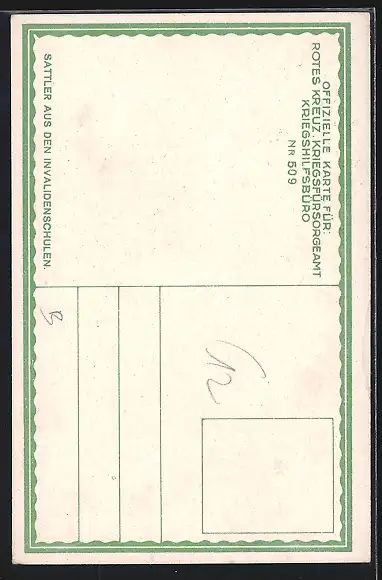 OFFIZIELLE KARTE FÜR:
ROTES KREUZ, KRIEGSFÜRSORGEAMT
KRIEGSHILFSBÜRO
NR 509
SATTLER AUS DEN INVALIDENSCHULEN.
B
12